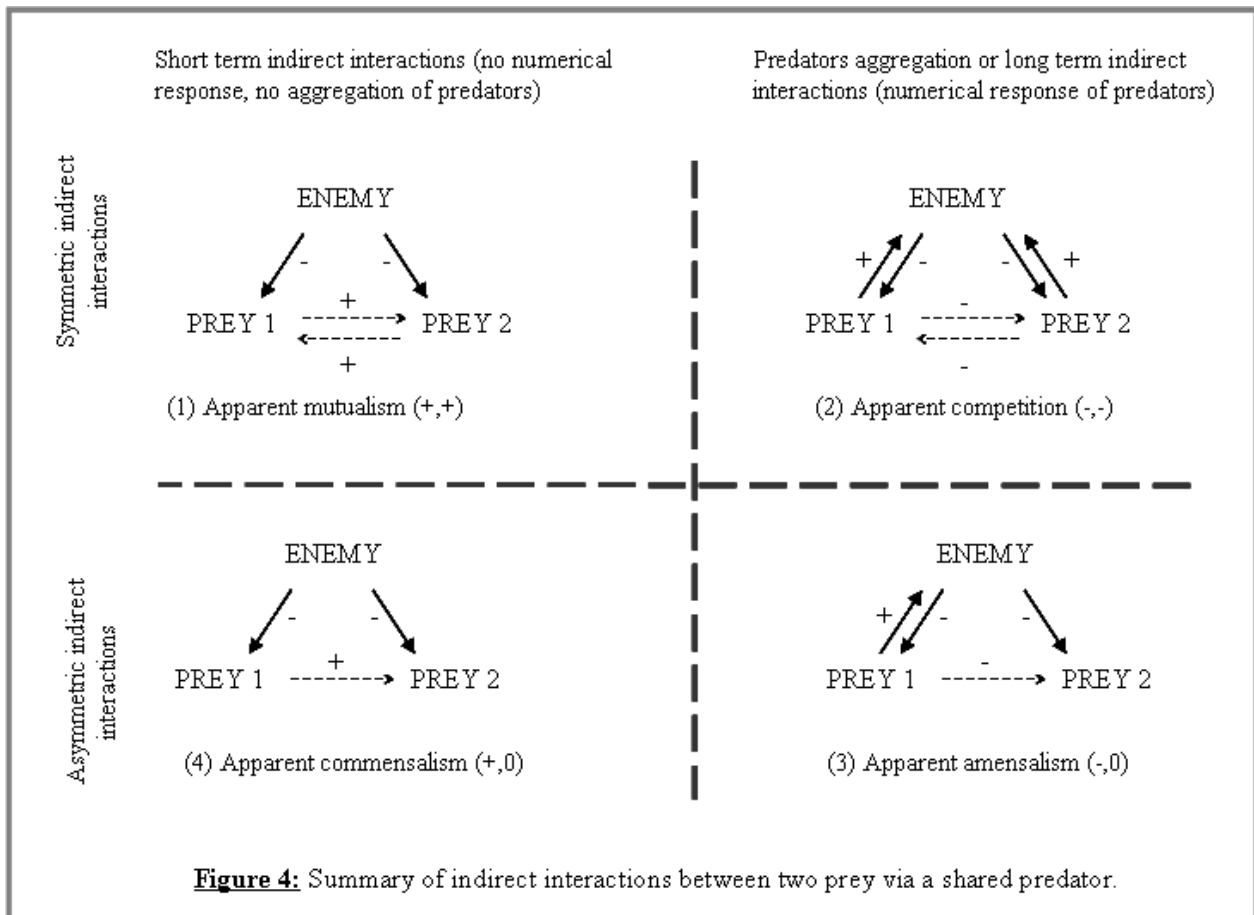 Short term indirect interactions (no numerical
response, no aggregation of predators)
Predators aggregation or long term indirect
interactions (numerical response of predators)
Symmetric indirect
interactions
ENEMY
- -
PREY 1 + PREY 2
+
(1) Apparent mutualism (+,+)
ENEMY
+ - - +
PREY 1 - PREY 2
-
(2) Apparent competition (-,-)
Asymmetric indirect
interactions
ENEMY
- -
PREY 1 + PREY 2
(4) Apparent commensalism (+,0)
ENEMY
+ - -
PREY 1 - PREY 2
(3) Apparent amensalism (-,0)
Figure 4: Summary of indirect interactions between two prey via a shared predator.